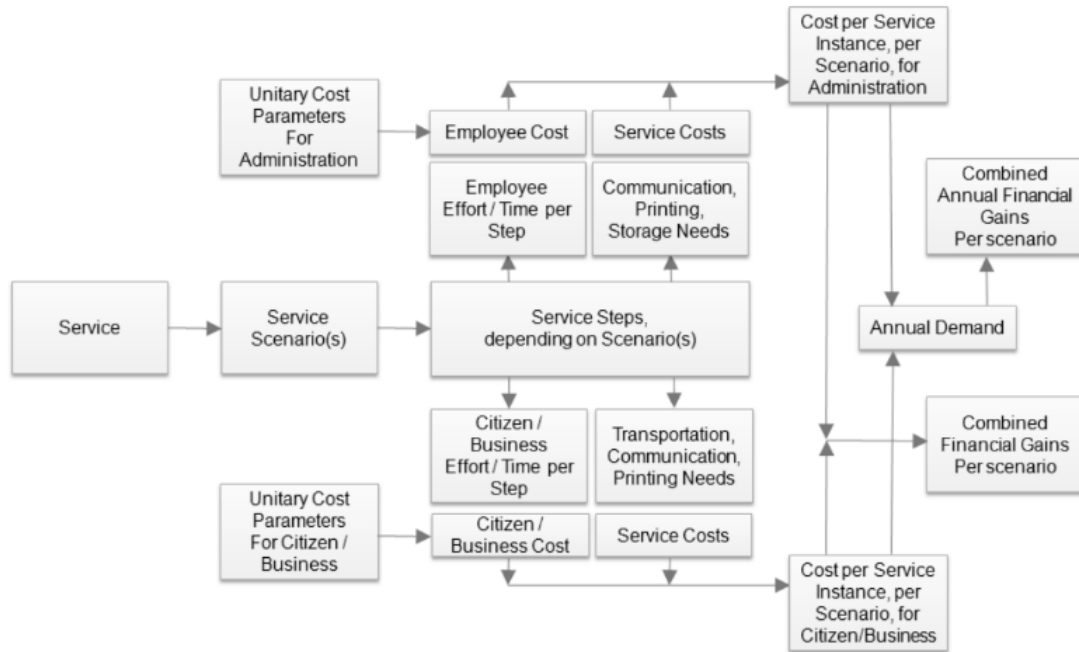 Cost per Service
Instance, per
Scenario, for
Administration
Unitary Cost
Parameters
For
Administration
Employee Cost
Service Costs
Employee
Effort / Time per
Step
Communication,
Printing,
Storage Needs
Combined
Annual Financial
Gains
Per scenario
Service
Service
Scenario(s)
Service Steps,
depending on Scenario(s)
Annual Demand
Citizen /
Business
Effort / Time per
Step
Transportation,
Communication,
Printing Needs
Combined
Financial Gains
Per scenario
Unitary Cost
Parameters
For Citizen /
Business
Citizen /
Business Cost
Service Costs
Cost per Service
Instance, per
Scenario, for
Citizen/Business